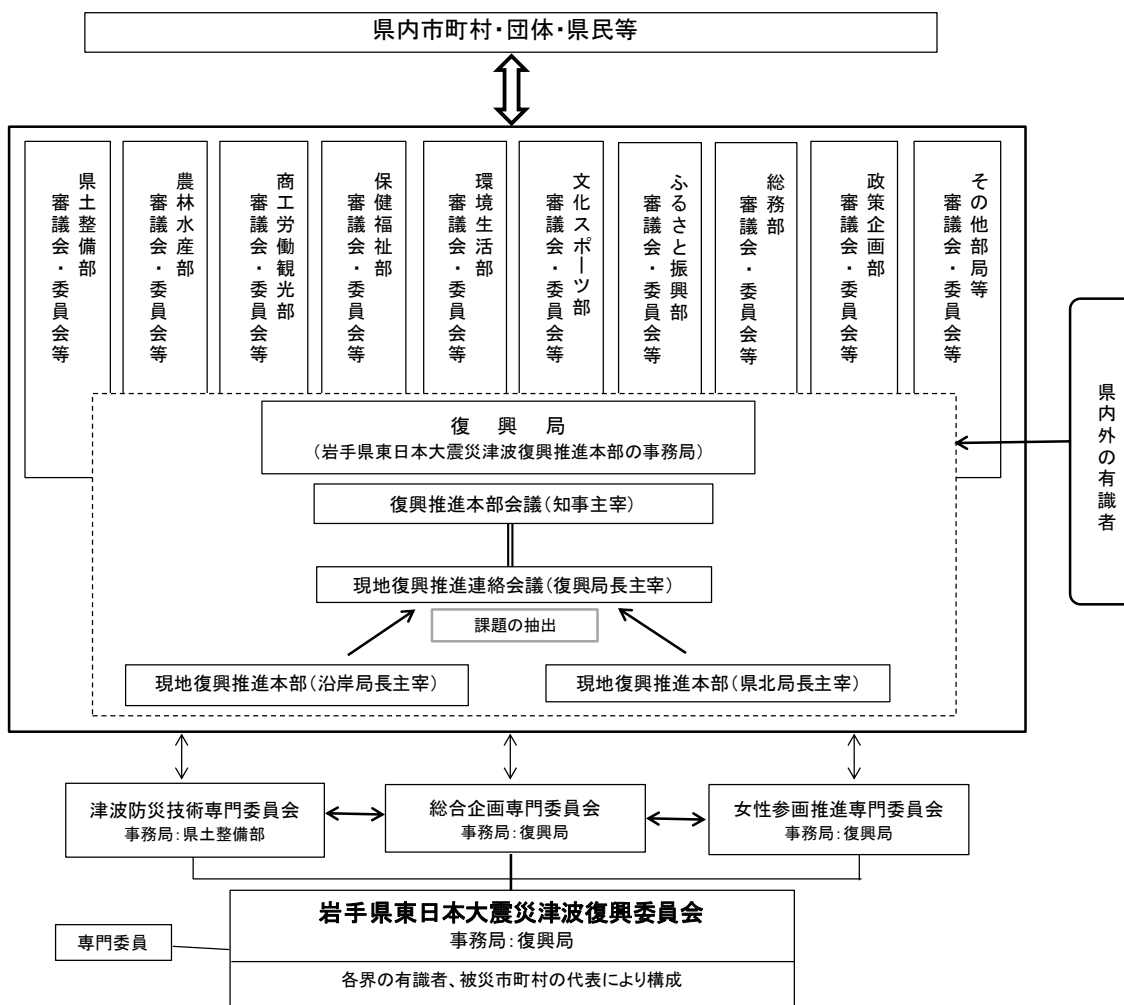 県内市町村・団体・県民等
県土整備部
審議会・委員会等
農林水産部
審議会・委員会等
商工労働観光部
審議会・委員会等
保健福祉部
審議会・委員会等
環境生活部
審議会・委員会等
文化スポーツ部
審議会・委員会等
ふるさと振興部
審議会・委員会等
総務部
審議会・委員会等
政策企画部
審議会・委員会等
その他部局等
審議会・委員会等
県内外の有識者
復興局
(岩手県東日本大震災津波復興推進本部の事務局)
復興推進本部会議(知事主宰)
現地復興推進連絡会議(復興局長主宰)
課題の抽出
現地復興推進本部(沿岸局長主宰)
現地復興推進本部(県北局長主宰)
津波防災技術専門委員会
事務局:県土整備部
総合企画専門委員会
事務局:復興局
女性参画推進専門委員会
事務局:復興局
専門委員
岩手県東日本大震災津波復興委員会
事務局:復興局
各界の有識者、被災市町村の代表により構成